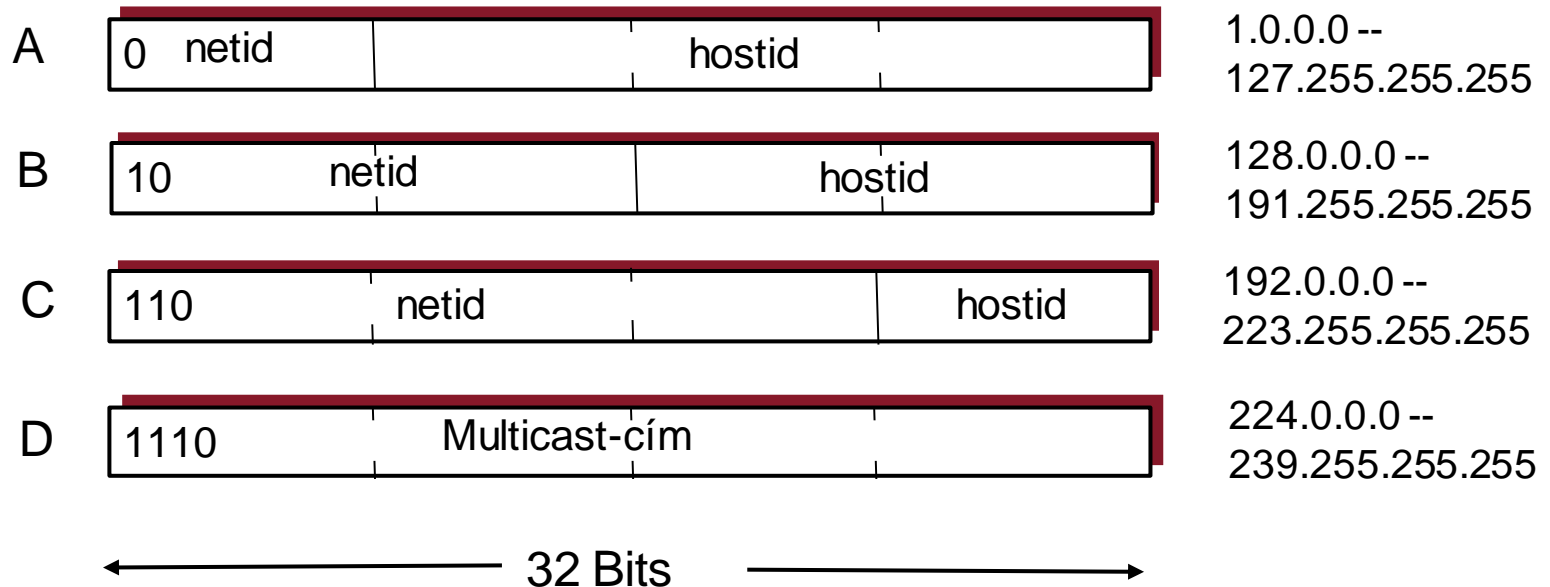 A
0 netid hostid
1.0.0.0 --
127.255.255.255
B
10 netid hostid
128.0.0.0 --
191.255.255.255
C
110 netid hostid
192.0.0.0 --
223.255.255.255
D
1110 Multicast-cím
224.0.0.0 --
239.255.255.255
32 Bits